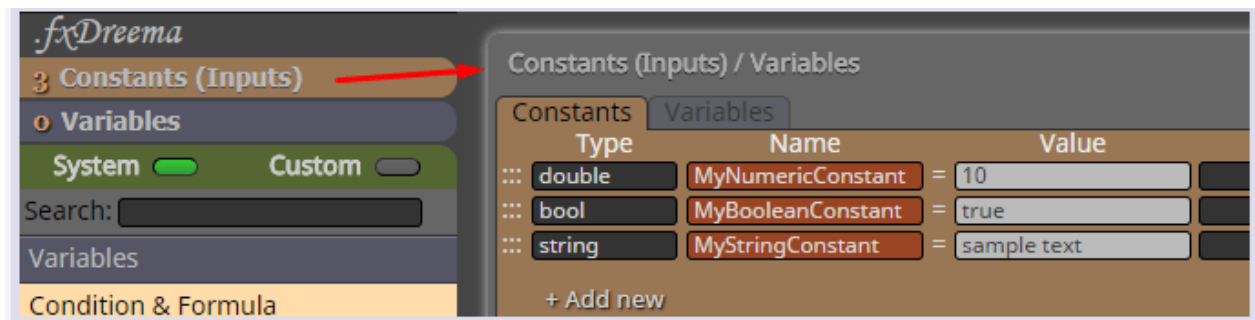 .fxDreema
3 Constants (Inputs)
0 Variables
System Custom
Search:
Variables
Condition & Formula
Constants (Inputs) / Variables
Constants Variables
Type Name Value
::: double MyNumericConstant = 10
::: bool MyBooleanConstant = true
::: string MyStringConstant = sample text
+ Add new